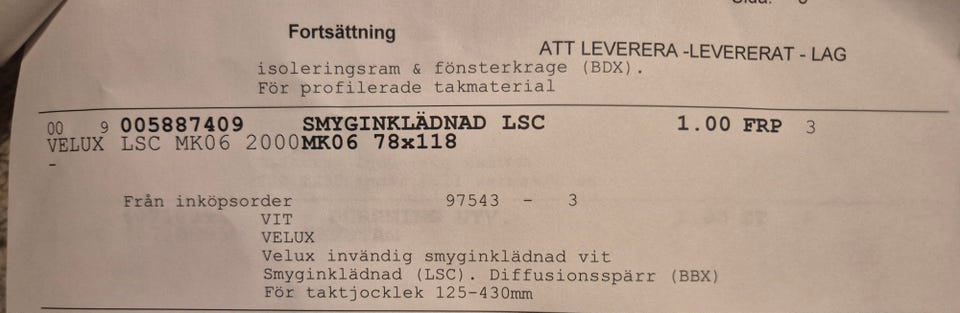 Fortsättning
ATT LEVERERA -LEVERERAT - LAG
isoleringsram & fönsterkrage (BDX).
För profilerade takmaterial
00 9 005887409 SMYGINKLÄDNAD LSC 1.00 FRP 3
VELUX LSC MK06 2000MK06 78x118
-
Från inköpsorder 97543 - 3
VIT
VELUX
Velux invändig smyginklädnad vit
Smyginklädnad (LSC). Diffusionsspärr (BBX)
För taktjocklek 125-430mm